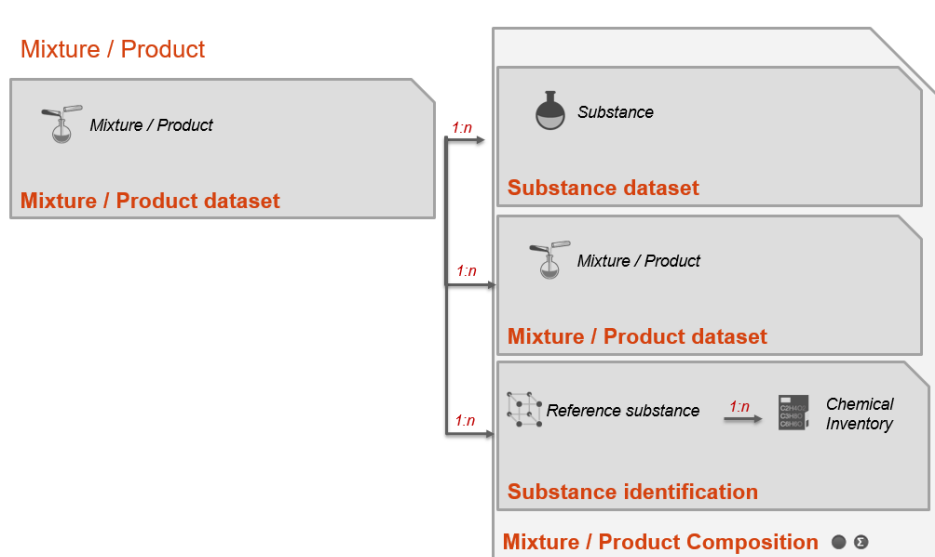 Mixture / Product
Mixture / Product
Mixture / Product dataset
1:n
Substance
Substance dataset
1:n
Mixture / Product
Mixture / Product dataset
1:n
Reference substance
1:n
Chemical
Inventory
Substance identification
Mixture / Product Composition
Σ